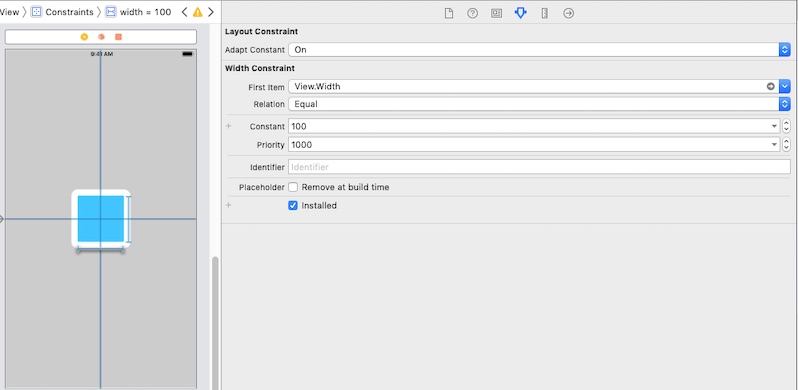 View
Constraints
width = 100
9:41 AM
Layout Constraint
Adapt Constant
On
Width Constraint
First Item
View.Width
Relation
Equal
Constant
100
Priority
1000
Identifier
Identifier
Placeholder
Remove at build time
Installed